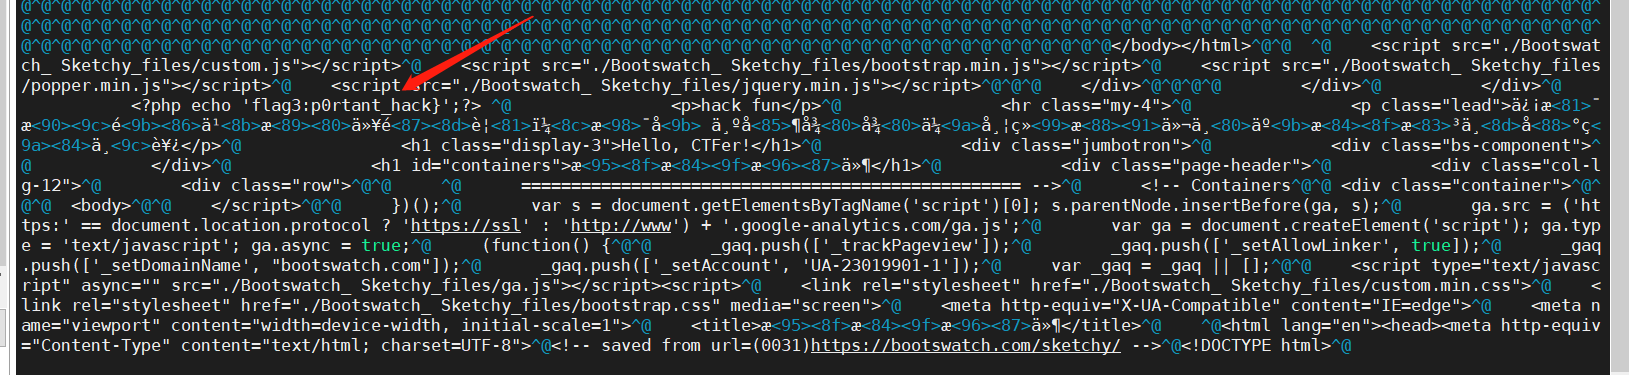 @^@^@^@^@^@^@^@^@^@^@^@^@^@^@^@^@^@^@^@^@^@^@^@^@^@^@^@^@^@^@^@^@^@^@^@^@^@^@^@^@^@^@^@^@^@^@^@^@^@^@^@^@^@^@^@^@^@^@^@^@^@^@^@^@^@^@^@^@^@^@^@^@^@^@^@^@^@^@^
@^@^@^@^@^@^@^@^@^@^@^@^@^@^@^@^@^@^@^@^@^@^@^@^@^@^@^@^@^@^@^@^@^@^@^@^@^@^@^@^@^@^@^@^@^@^@^@^@^@^@^@^@^@^@^@^@^@^@^@^@^@^@^@^@^@^@^@^@^@^@^@^@^@^@^@^@^@^@^
@^@^@^@^@^@^@^@^@^@^@^@^@^@^@^@^@^@^@^@^@^@^@^@^@^@^@^@^@^@^@^@^@^@^@^@^@^@^@^@^@^@^@^@^@^@^@^@^@^@^@^@^@^@^@</body></html>^@^@  ^@    <script src="./Bootswat
ch_ Sketchy_files/custom.js"></script>^@    <script src="./Bootswatch_ Sketchy_files/bootstrap.min.js"></script>^@    <script src="./Bootswatch_ Sketchy_files
/popper.min.js"></script>^@    <script src="./Bootswatch_ Sketchy_files/jquery.min.js"></script>^@^@^@^@    </div>^@^@^@^@^@        </div>^@          </div>^@
           <?php echo 'flag3:p0rtant_hack}';?> ^@                <p>hack fun</p>^@                <hr class="my-4">^@                <p class="lead">ä¿¡æ<81>¯
æ<90><9c>é<9b><86>ä¹<8b>æ<89><80>ä»¥é<87><8d>è¦<81>ï¼<8c>æ<98>¯å<9b> ä¸ºå<85>¶å¾<80>å¾<80>ä¼<9a>å¸¦ç»<99>æ<88><91>ä»¬ä¸<80>äº<9b>æ<84><8f>æ<83>³ä¸<8d>å<88>°ç<
9a><84>ä¸<9c>è¥¿</p>^@                <h1 class="display-3">Hello, CTFer!</h1>^@              <div class="jumbotron">^@            <div class="bs-component">^
@            </div>^@              <h1 id="containers">æ<95><8f>æ<84><9f>æ<96><87>ä»¶</h1>^@            <div class="page-header">^@          <div class="col-l
g-12">^@        <div class="row">^@^@     ^@      ================================================== -->^@      <!-- Containers^@^@ <div class="container">^@^
@^@  <body>^@    </script>^@^@     })();^@       var s = document.getElementsByTagName('script')[0]; s.parentNode.insertBefore(ga, s);^@       ga.src = ('ht
tps:' == document.location.protocol ? 'https://ssl' : 'http://www') + '.google-analytics.com/ga.js';^@       var ga = document.createElement('script'); ga.typ
e = 'text/javascript'; ga.async = true;^@     (function() {^@^@      _gaq.push(['_trackPageview']);^@       _gaq.push(['_setAllowLinker', true]);^@      _gaq
.push(['_setDomainName', "bootswatch.com"]);^@      _gaq.push(['_setAccount', 'UA-23019901-1']);^@     var _gaq = _gaq || [];^@^@    <script type="text/javasc
ript" async="" src="./Bootswatch_ Sketchy_files/ga.js"></script><script>^@    <link rel="stylesheet" href="./Bootswatch_ Sketchy_files/custom.min.css">^@    <
link rel="stylesheet" href="./Bootswatch_ Sketchy_files/bootstrap.css" media="screen">^@    <meta http-equiv="X-UA-Compatible" content="IE=edge">^@    <meta n
ame="viewport" content="width=device-width, initial-scale=1">^@    <title>æ<95><8f>æ<84><9f>æ<96><87>ä»¶</title>^@    ^@<html lang="en"><head><meta http-equiv
="Content-Type" content="text/html; charset=UTF-8">^@<!-- saved from url=(0031)https://bootswatch.com/sketchy/ -->^@<!DOCTYPE html>^@